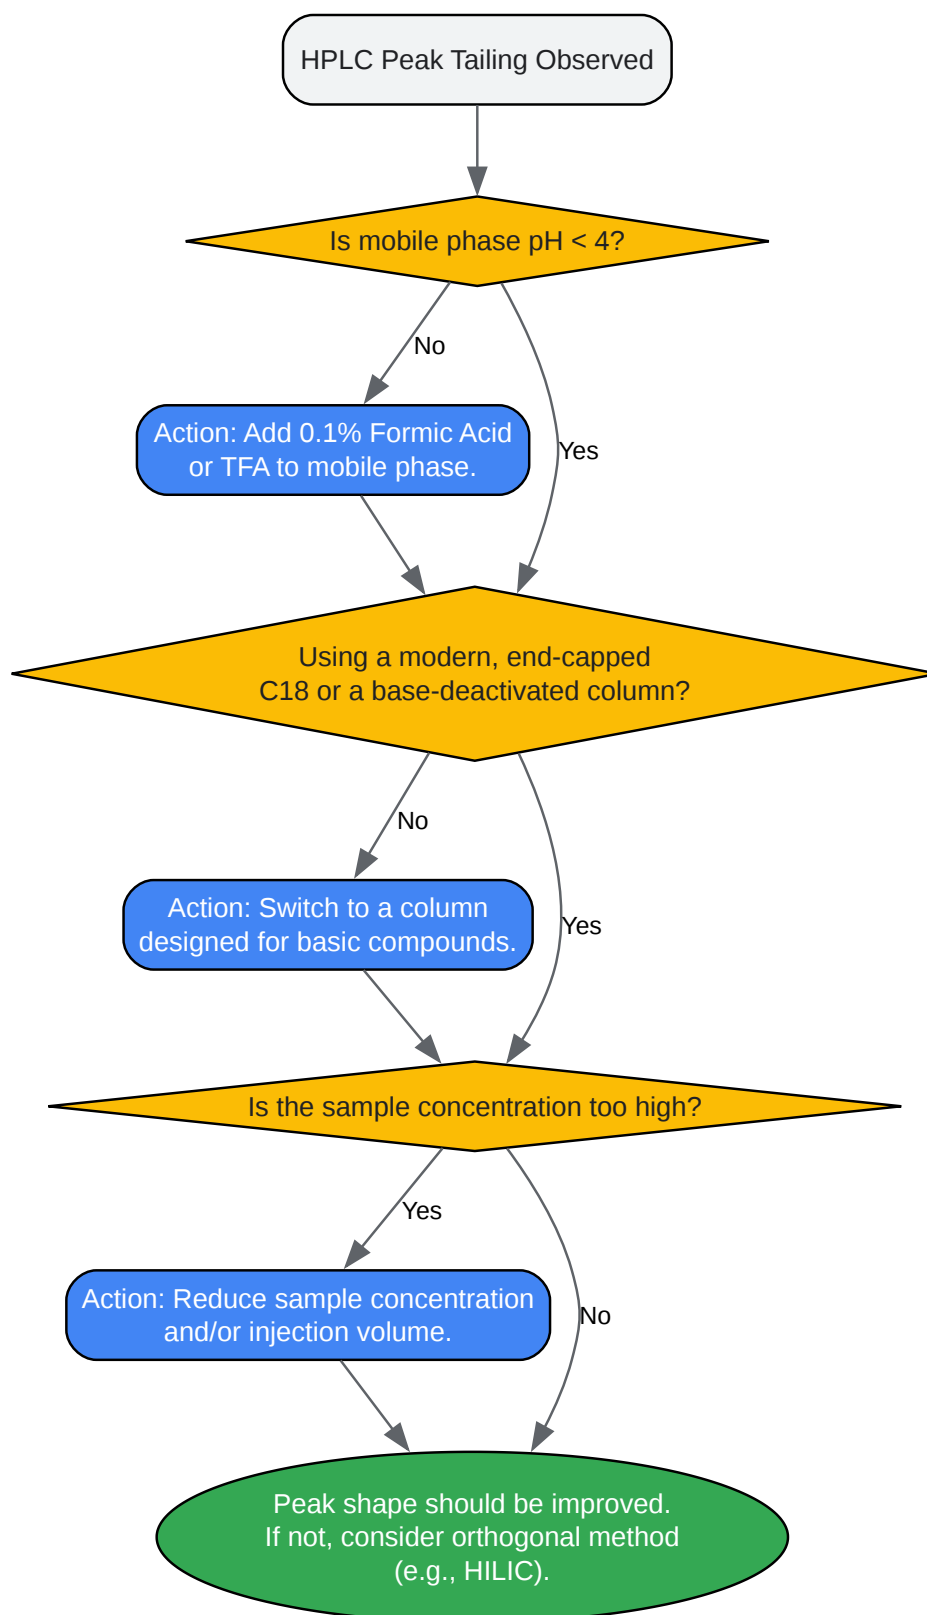 HPLC Peak Tailing Observed
Is mobile phase pH < 4?
No
Action: Add 0.1% Formic Acid
or TFA to mobile phase.
Yes
Using a modern, end-capped
C18 or a base-deactivated column?
No
Action: Switch to a column
designed for basic compounds.
Yes
Is the sample concentration too high?
Yes
Action: Reduce sample concentration
and/or injection volume.
No
Peak shape should be improved.
If not, consider orthogonal method
(e.g., HILIC).